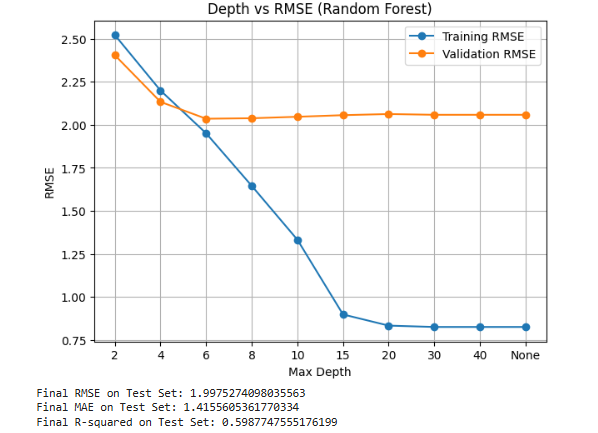 Depth vs RMSE (Random Forest)
Training RMSE
Validation RMSE
2.50
2.25
2.00
1.75
1.50
1.25
1.00
0.75
RMSE
2 4 6 8 10 15 20 30 40 None
Max Depth
Final RMSE on Test Set: 1.9975274098035563
Final MAE on Test Set: 1.4155605361770334
Final R-squared on Test Set: 0.5987747555176199